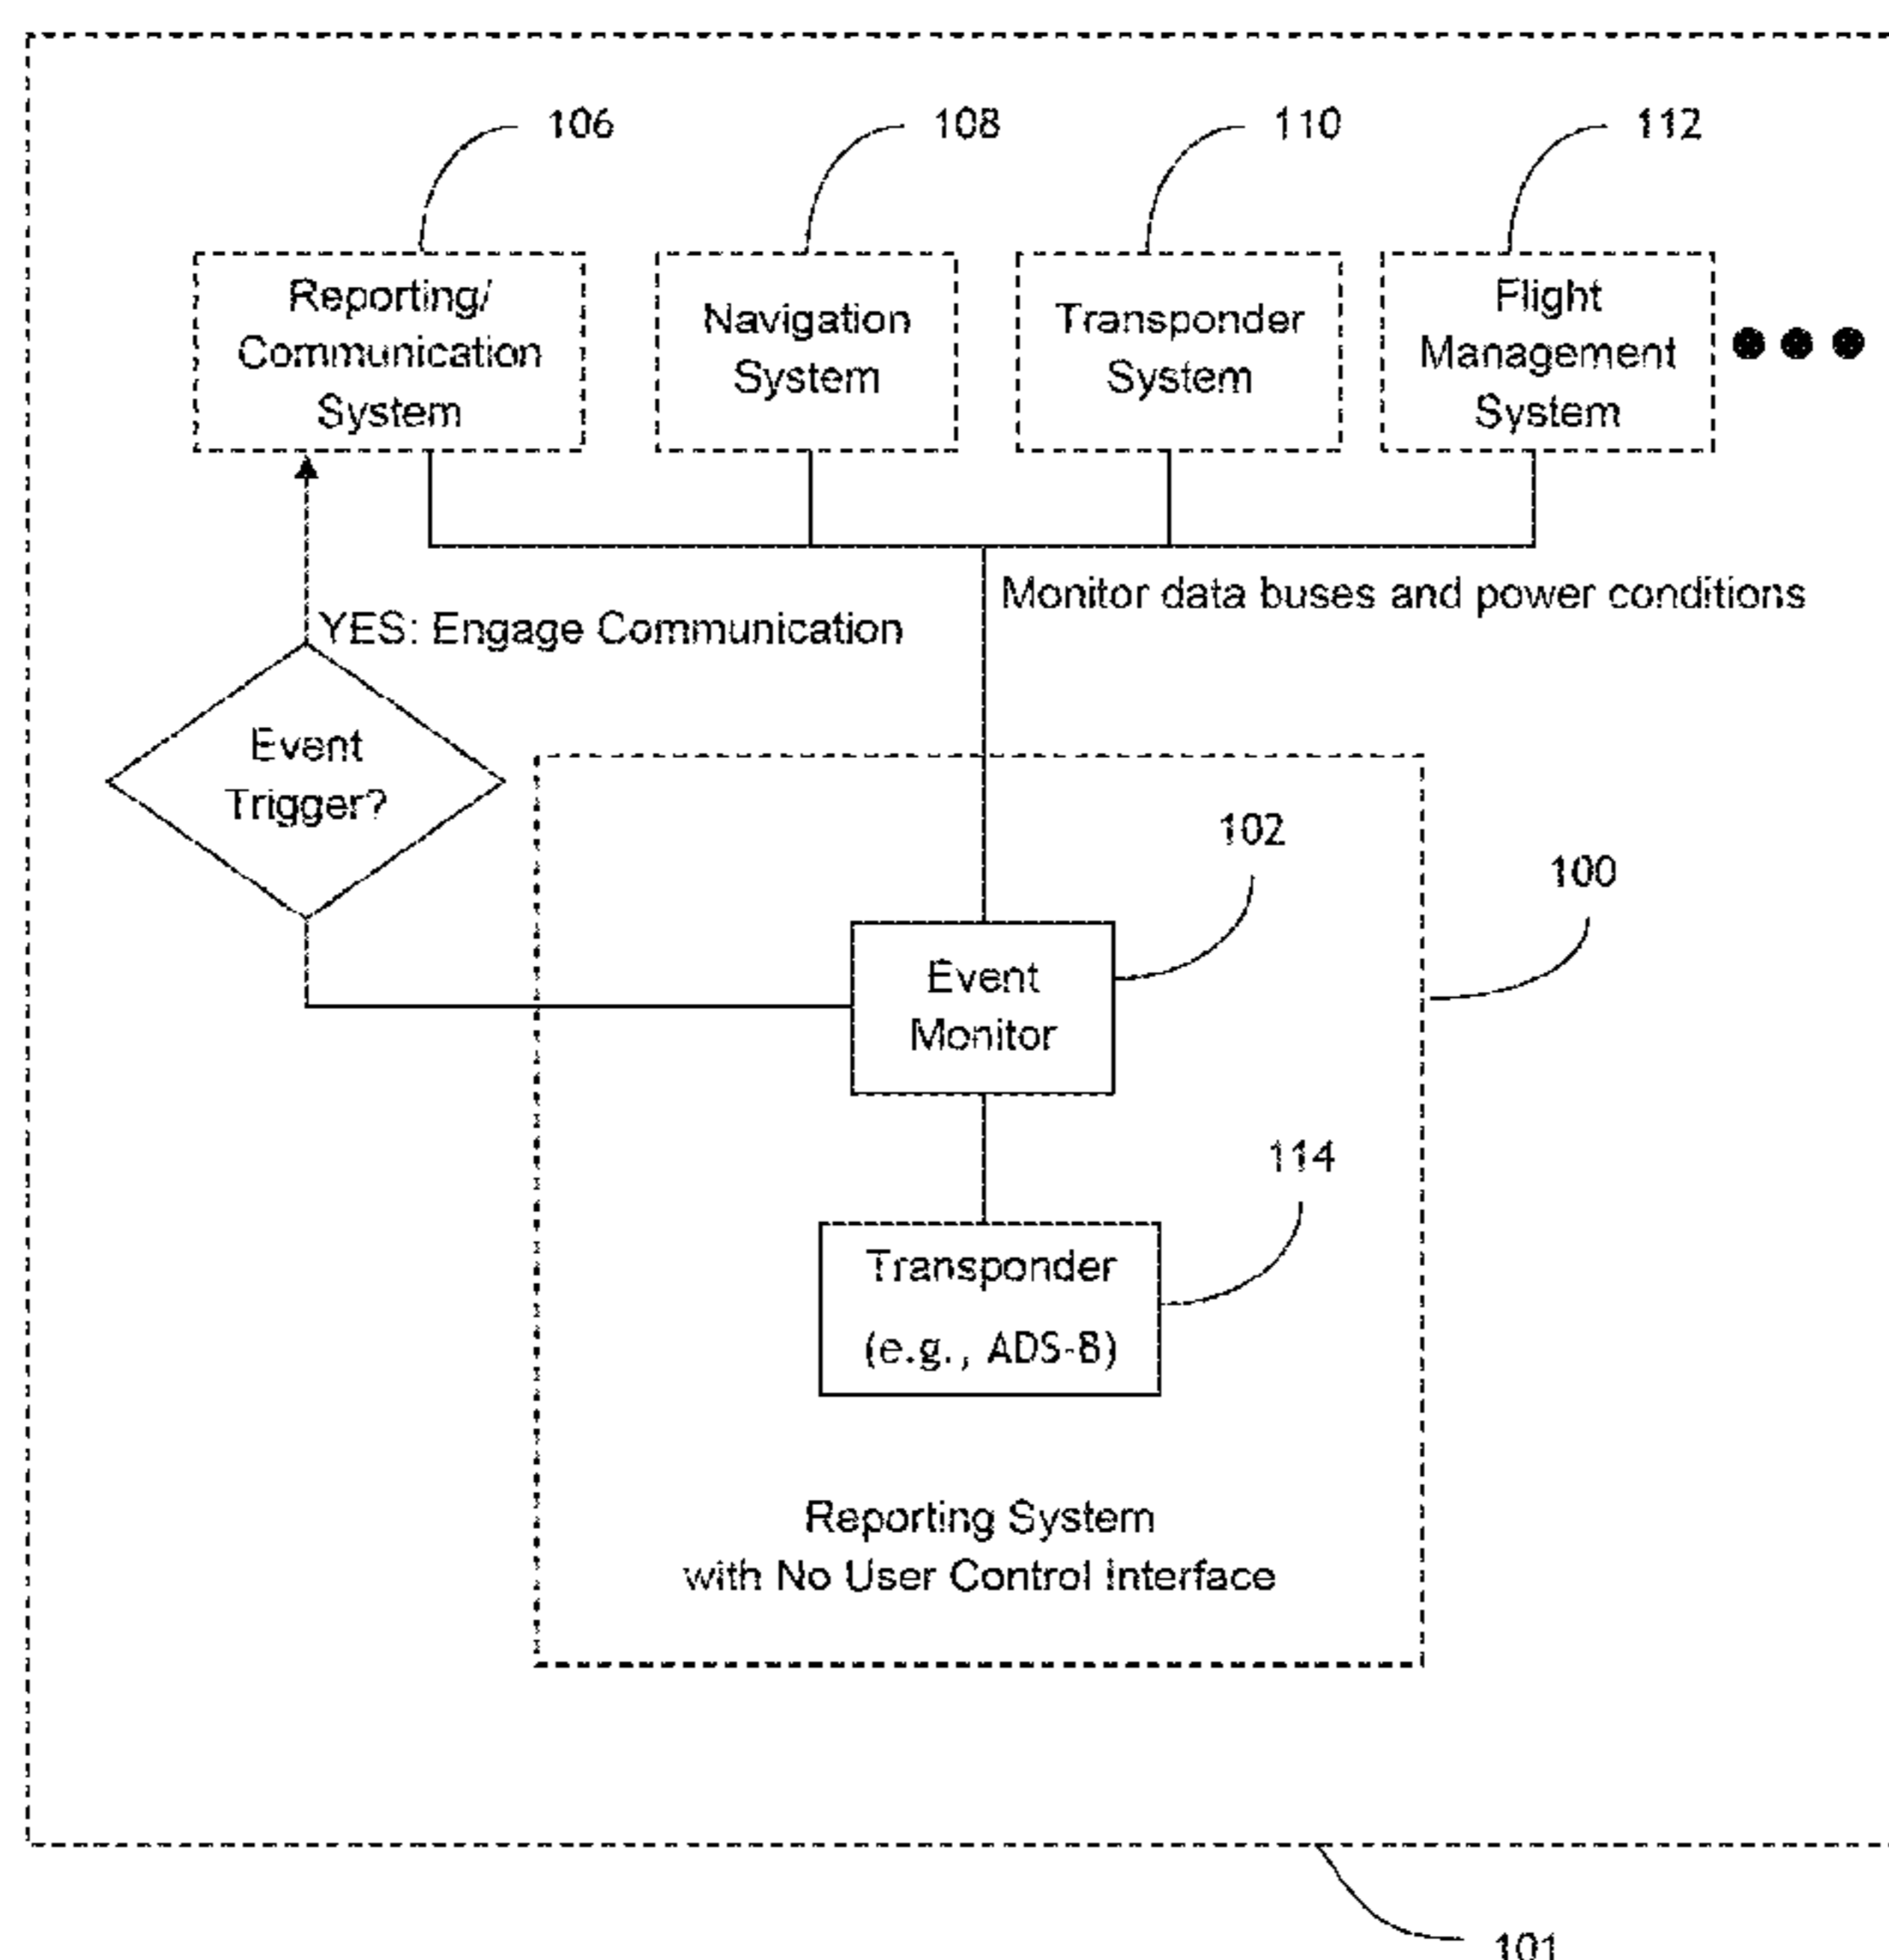 106
108
110
112
Reporting/
Communication
System
Navigation
System
Transponder
System
Flight
Management
System
Monitor data buses and power conditions
YES: Engage Communication
Event
Trigger?
102
100
Event
Monitor
114
Transponder
(e.g., ADS-B)
Reporting System
with No User Control Interface
101